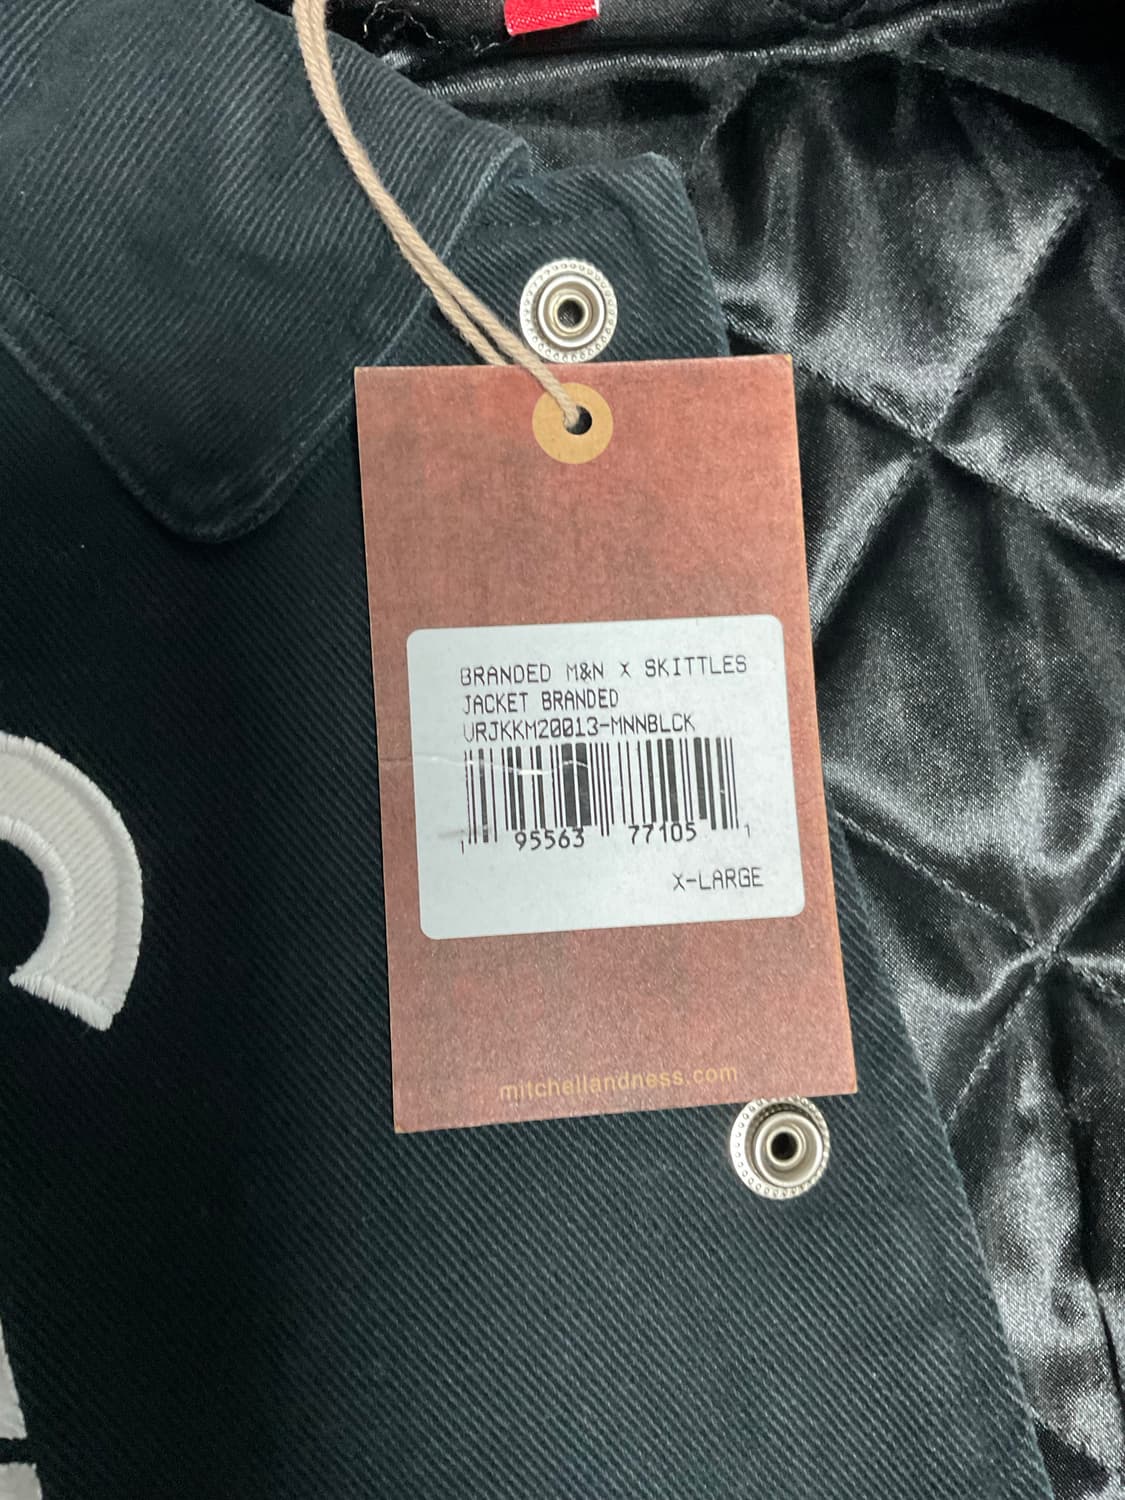 BRANDED M&N X SKITTLES
JACKET BRANDED
VRJKKM20013-MNNBLCK
1 95563 77105 1
X-LARGE
mitchellandness.com